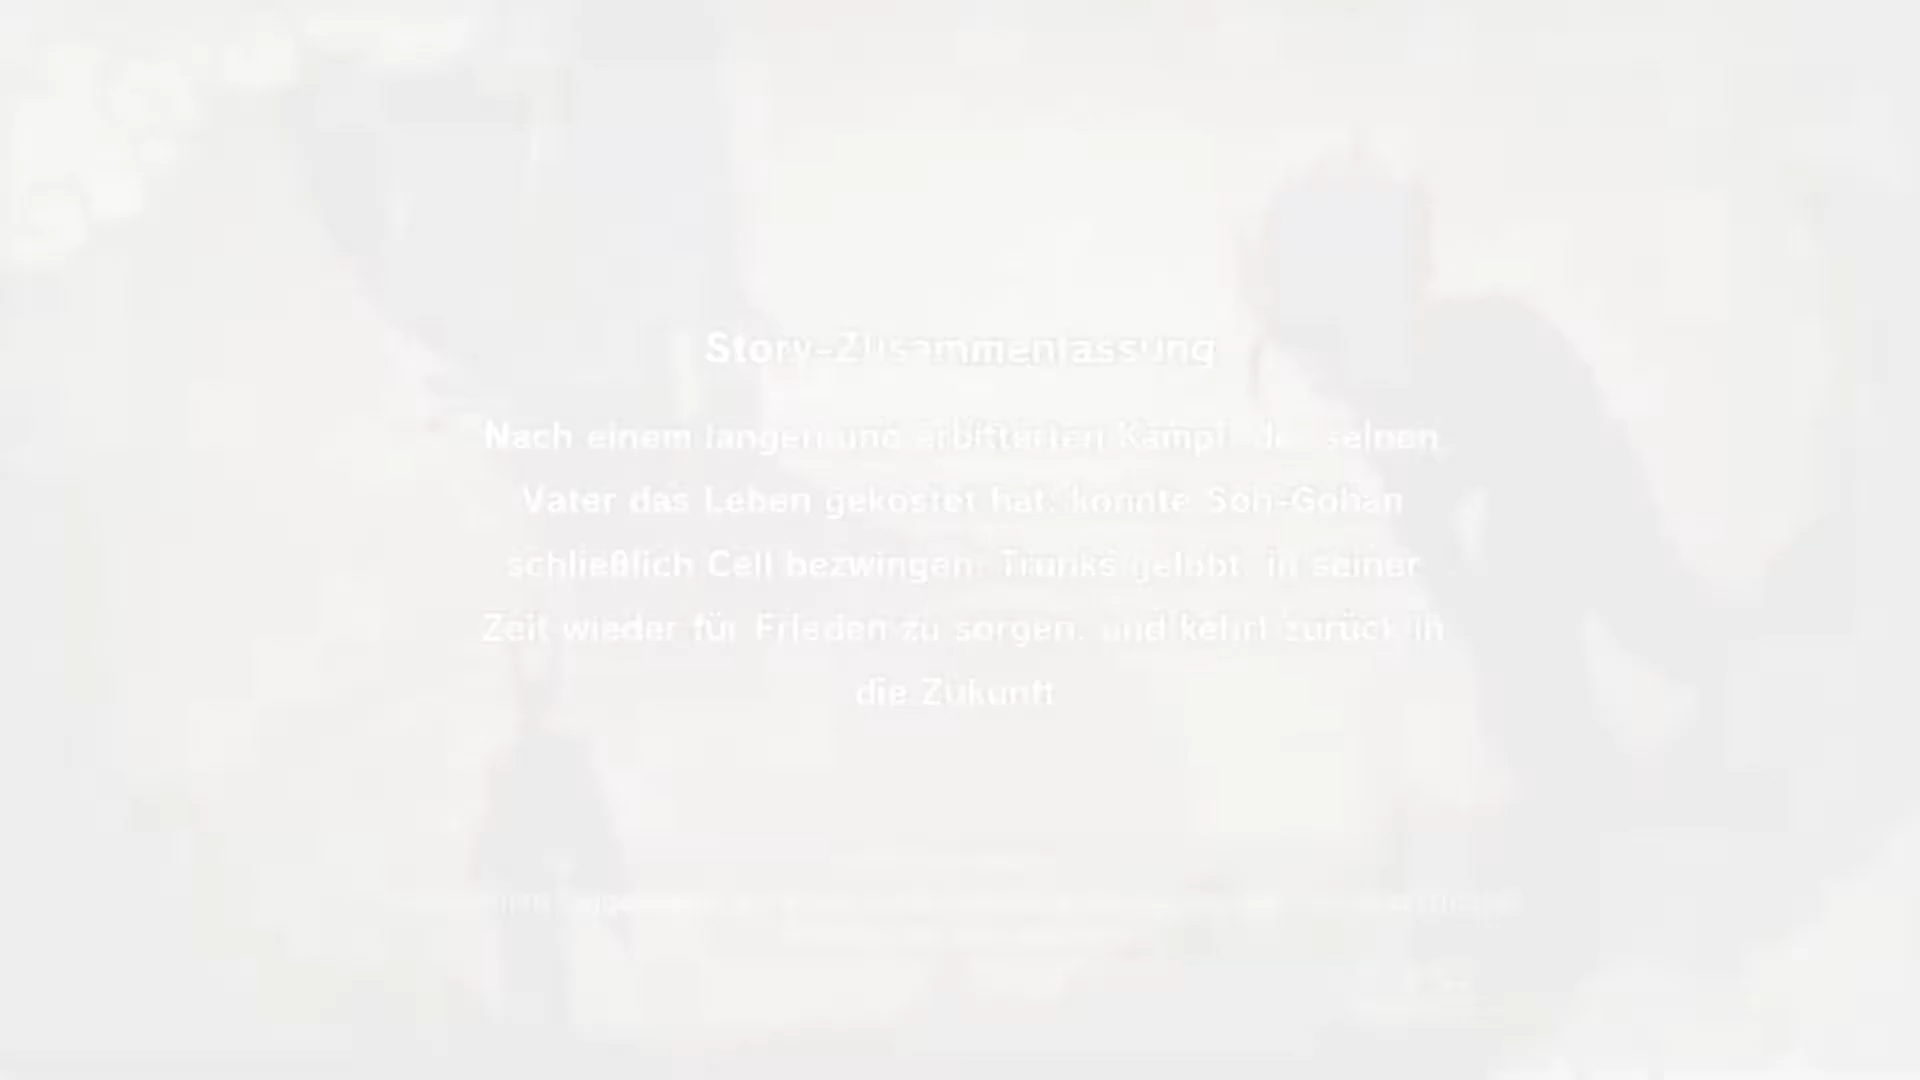 Story-Zusammenfassung
Nach einem langen und erbitterten Kampf, der seinen
Vater das Leben gekostet hat, konnte Son-Gohan
schließlich Cell bezwingen. Trunks gelobt, in seiner
Zeit wieder für Frieden zu sorgen, und kehrt zurück in
die Zukunft.